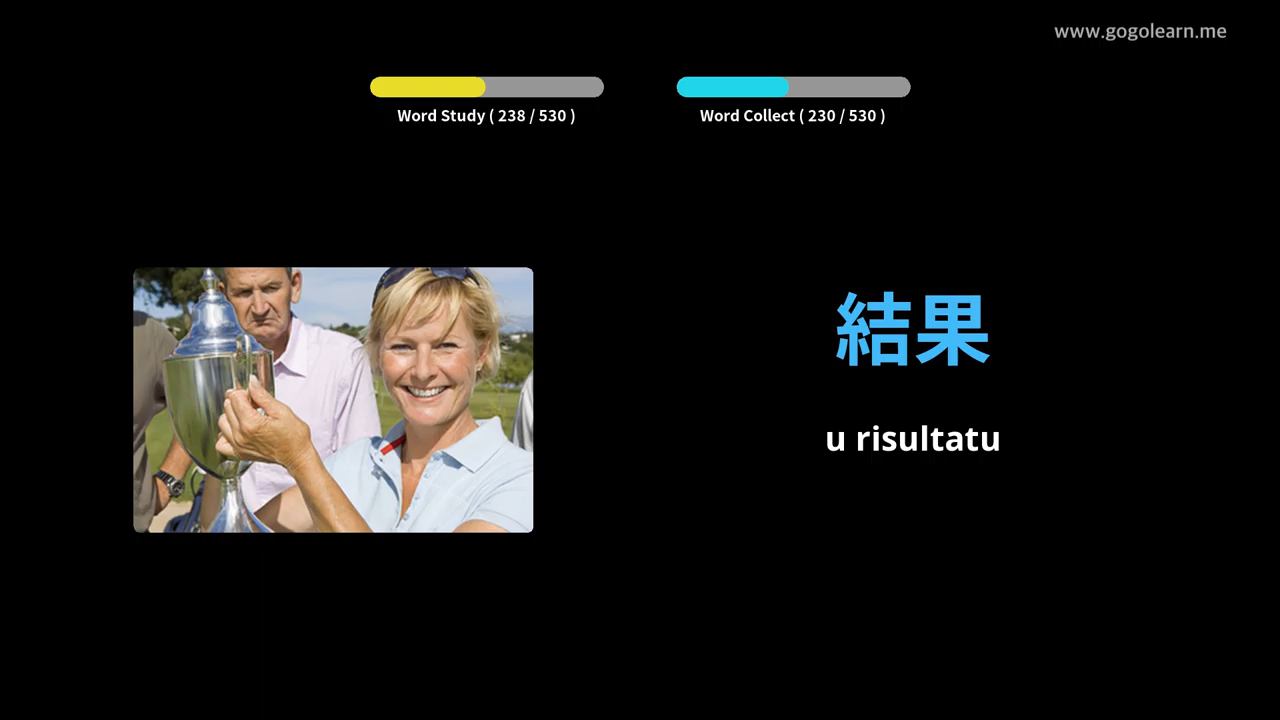 www.gogolearn.me
Word Study ( 238 / 530 )
Word Collect ( 230 / 530 )
結果
u risultatu